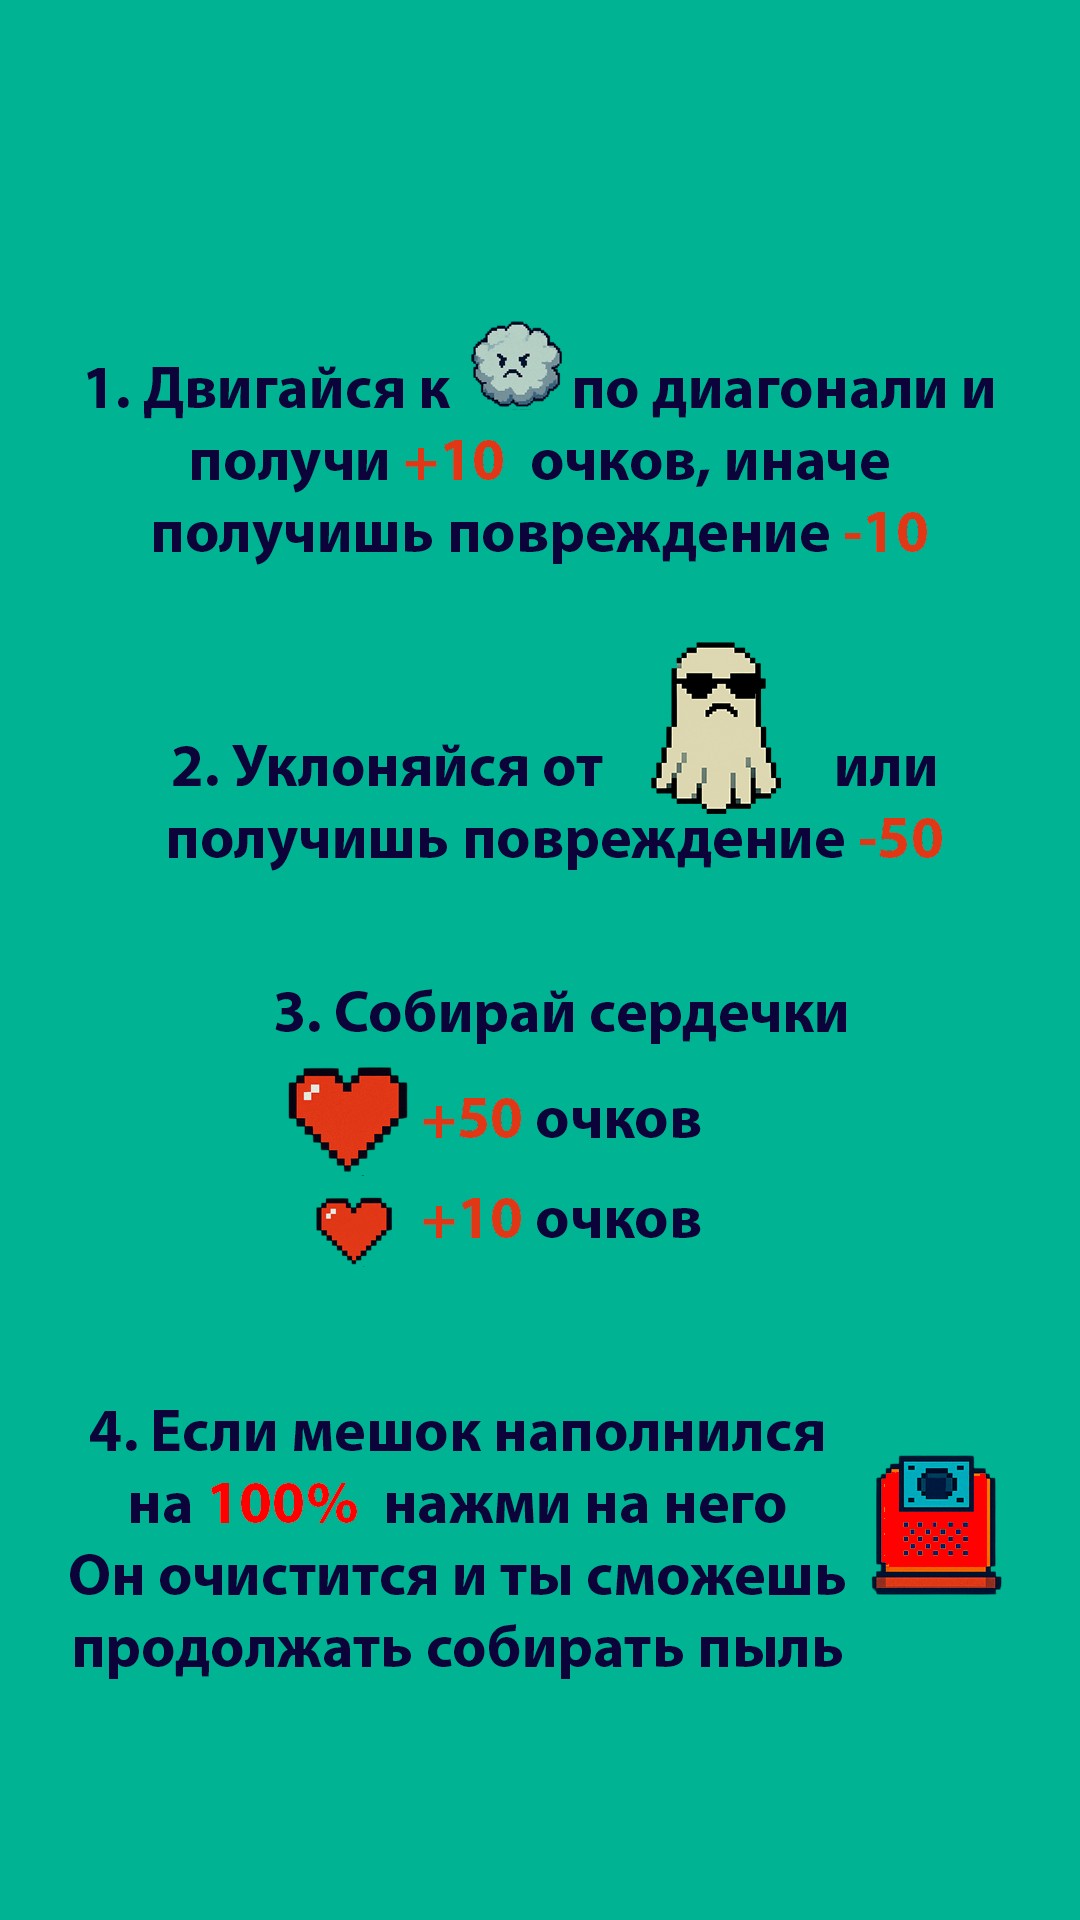 1. Двигайся к по диагонали и
получи +10 очков, иначе
получишь повреждение -10
2. Уклоняйся от или
получишь повреждение -50
3. Собирай сердечки
+50 очков
+10 очков
4. Если мешок наполнился
на 100% нажми на него
Он очистится и ты сможешь
продолжать собирать пыль